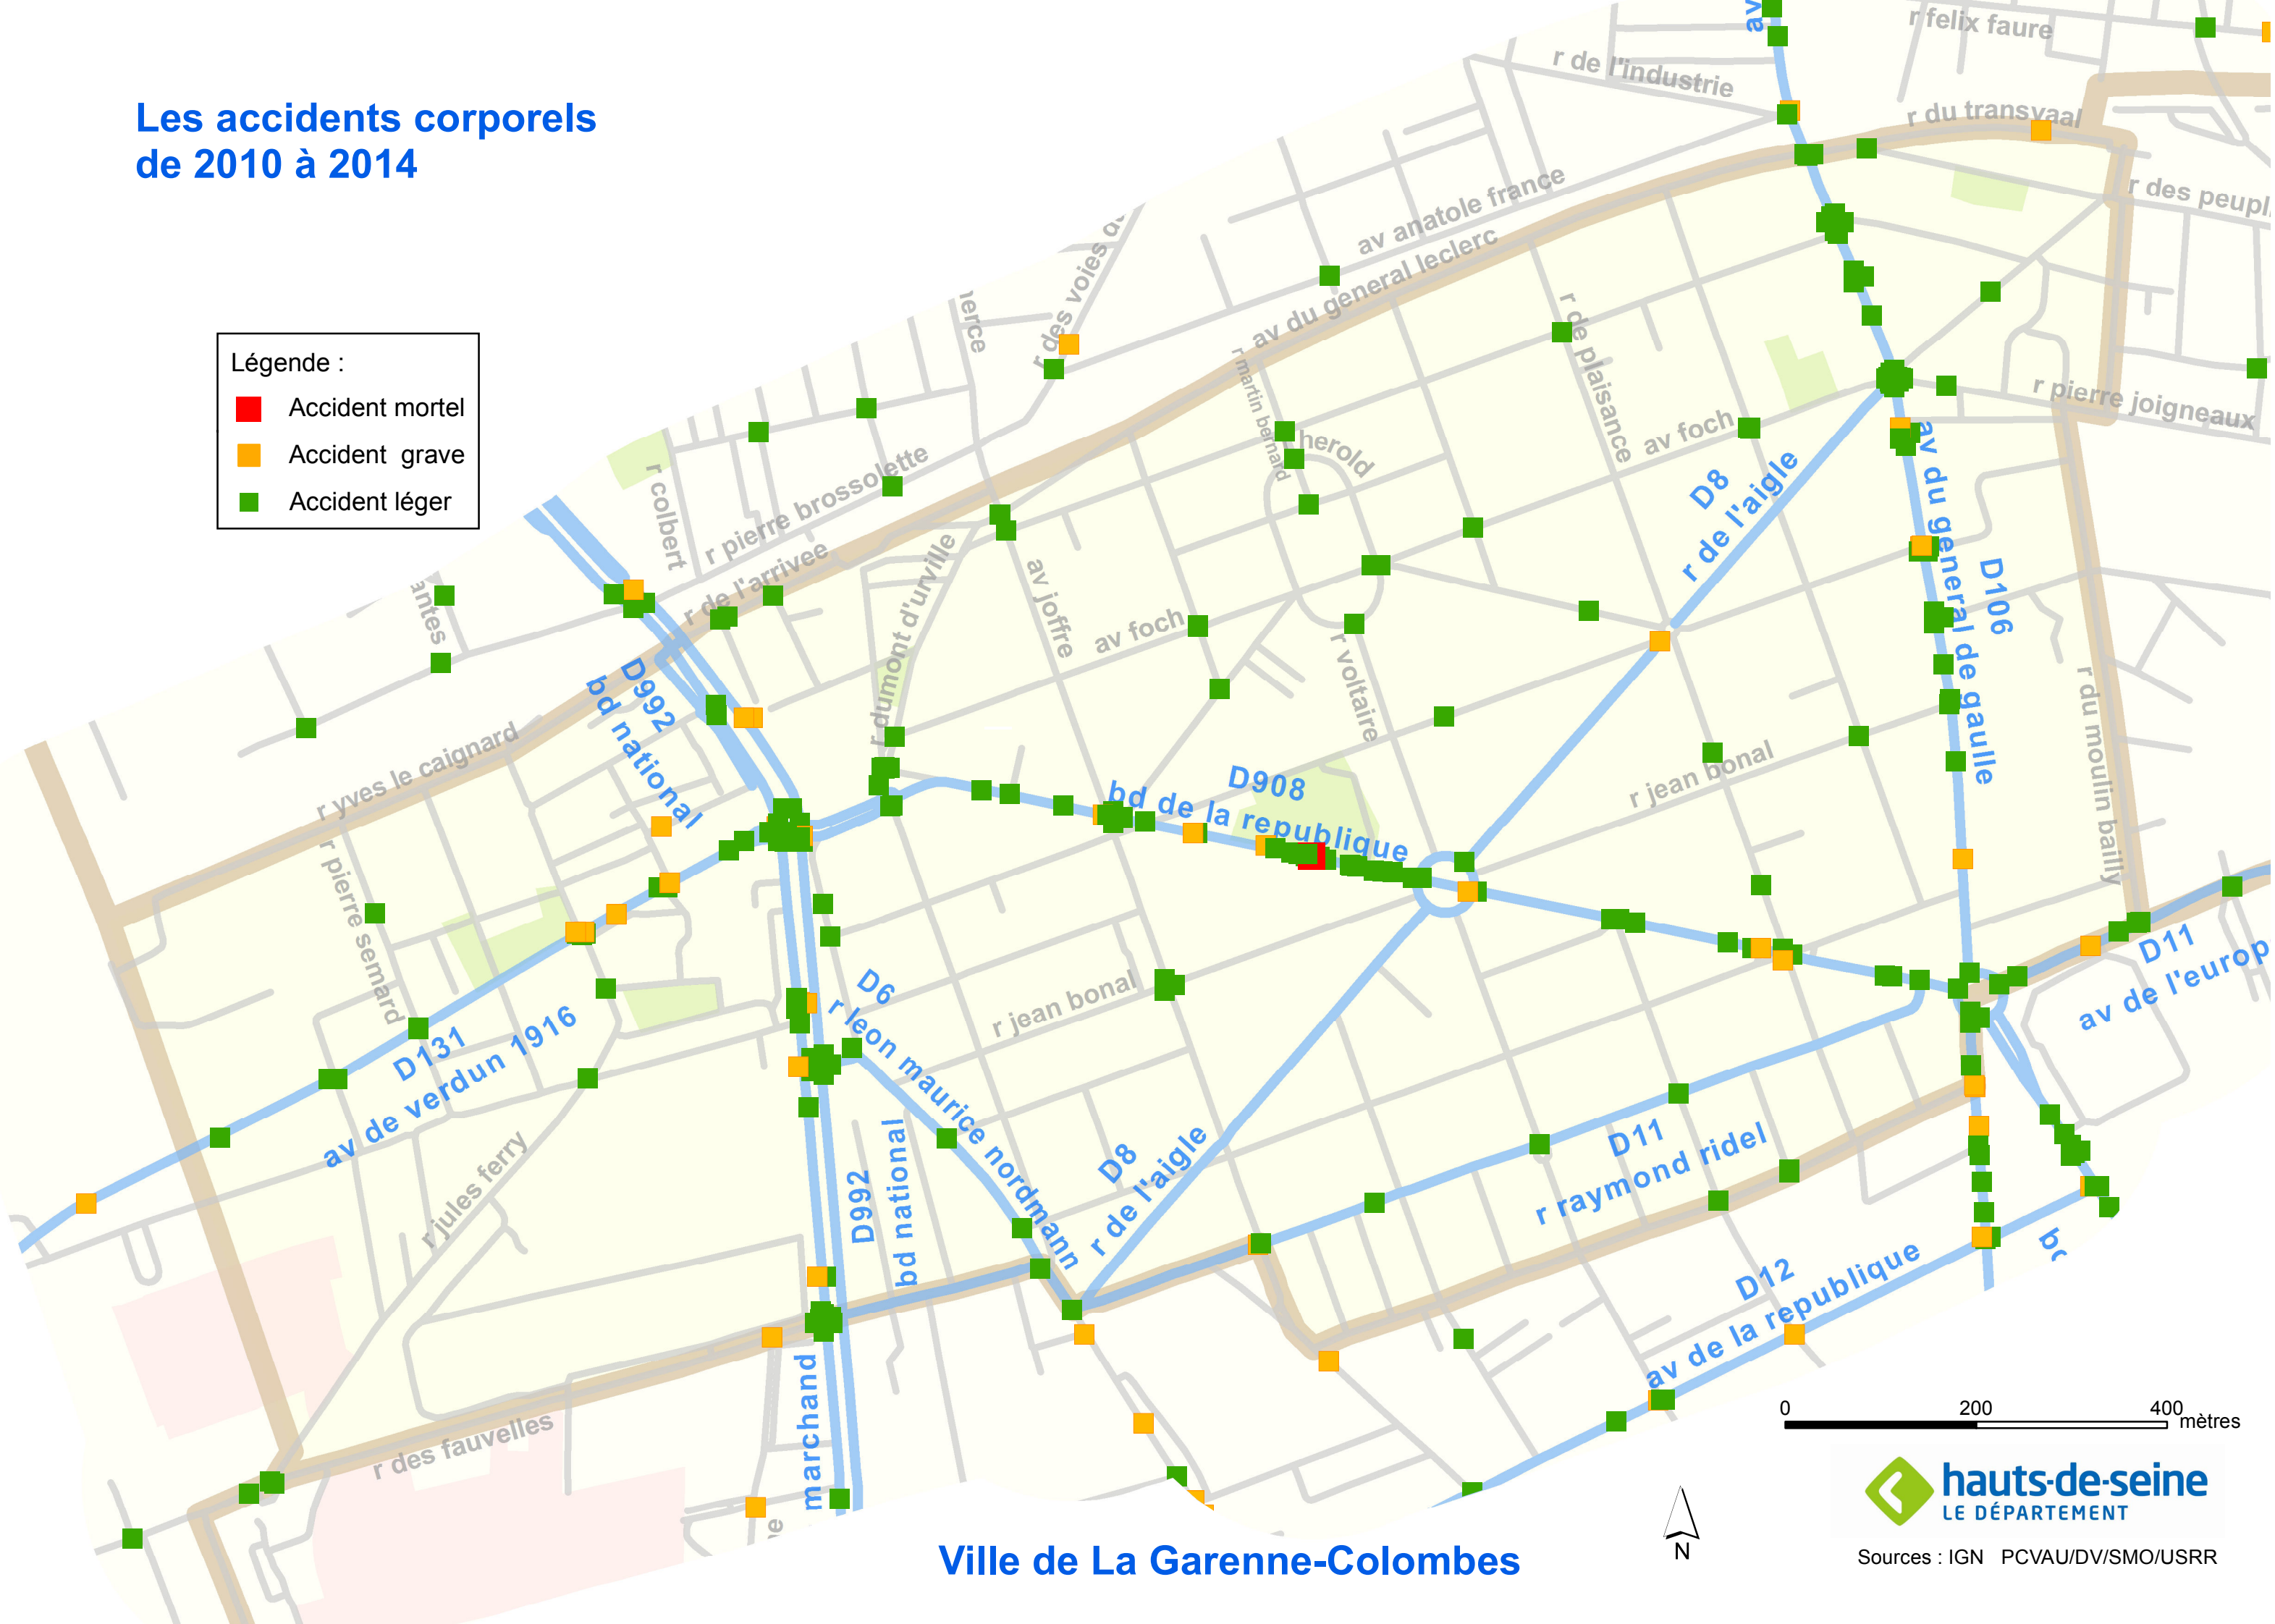 Les accidents corporels
de 2010 à 2014
Légende :
Accident mortel
Accident  grave
Accident léger
av
r felix faure
r de l'industrie
r du transvaal
r des peupl
av anatole france
av du general leclerc
r des voies d
nerce
r de plaisance
r martin bernard
herold
r pierre joigneaux
av foch
D8
r de l'aigle
r colbert
r pierre brossolette
r de l'arrivee
antes
r dumont d'urville
av joffre
av foch
r voltaire
av du general de gaulle
D106
r du moulin bailly
D992
bd national
r yves le caignard
r pierre semard
D908
bd de la republique
r jean bonal
D11
av de l'europ
D6
r leon maurice nordmann
r jean bonal
D131
av de verdun 1916
r jules ferry
D992
bd national
D8
r de l'aigle
D11
r raymond ridel
D12
av de la republique
bc
marchand
r des fauvelles
ne
0 200 400 mètres
hauts-de-seine
LE DÉPARTEMENT
N
Ville de La Garenne-Colombes
Sources : IGN   PCVAU/DV/SMO/USRR